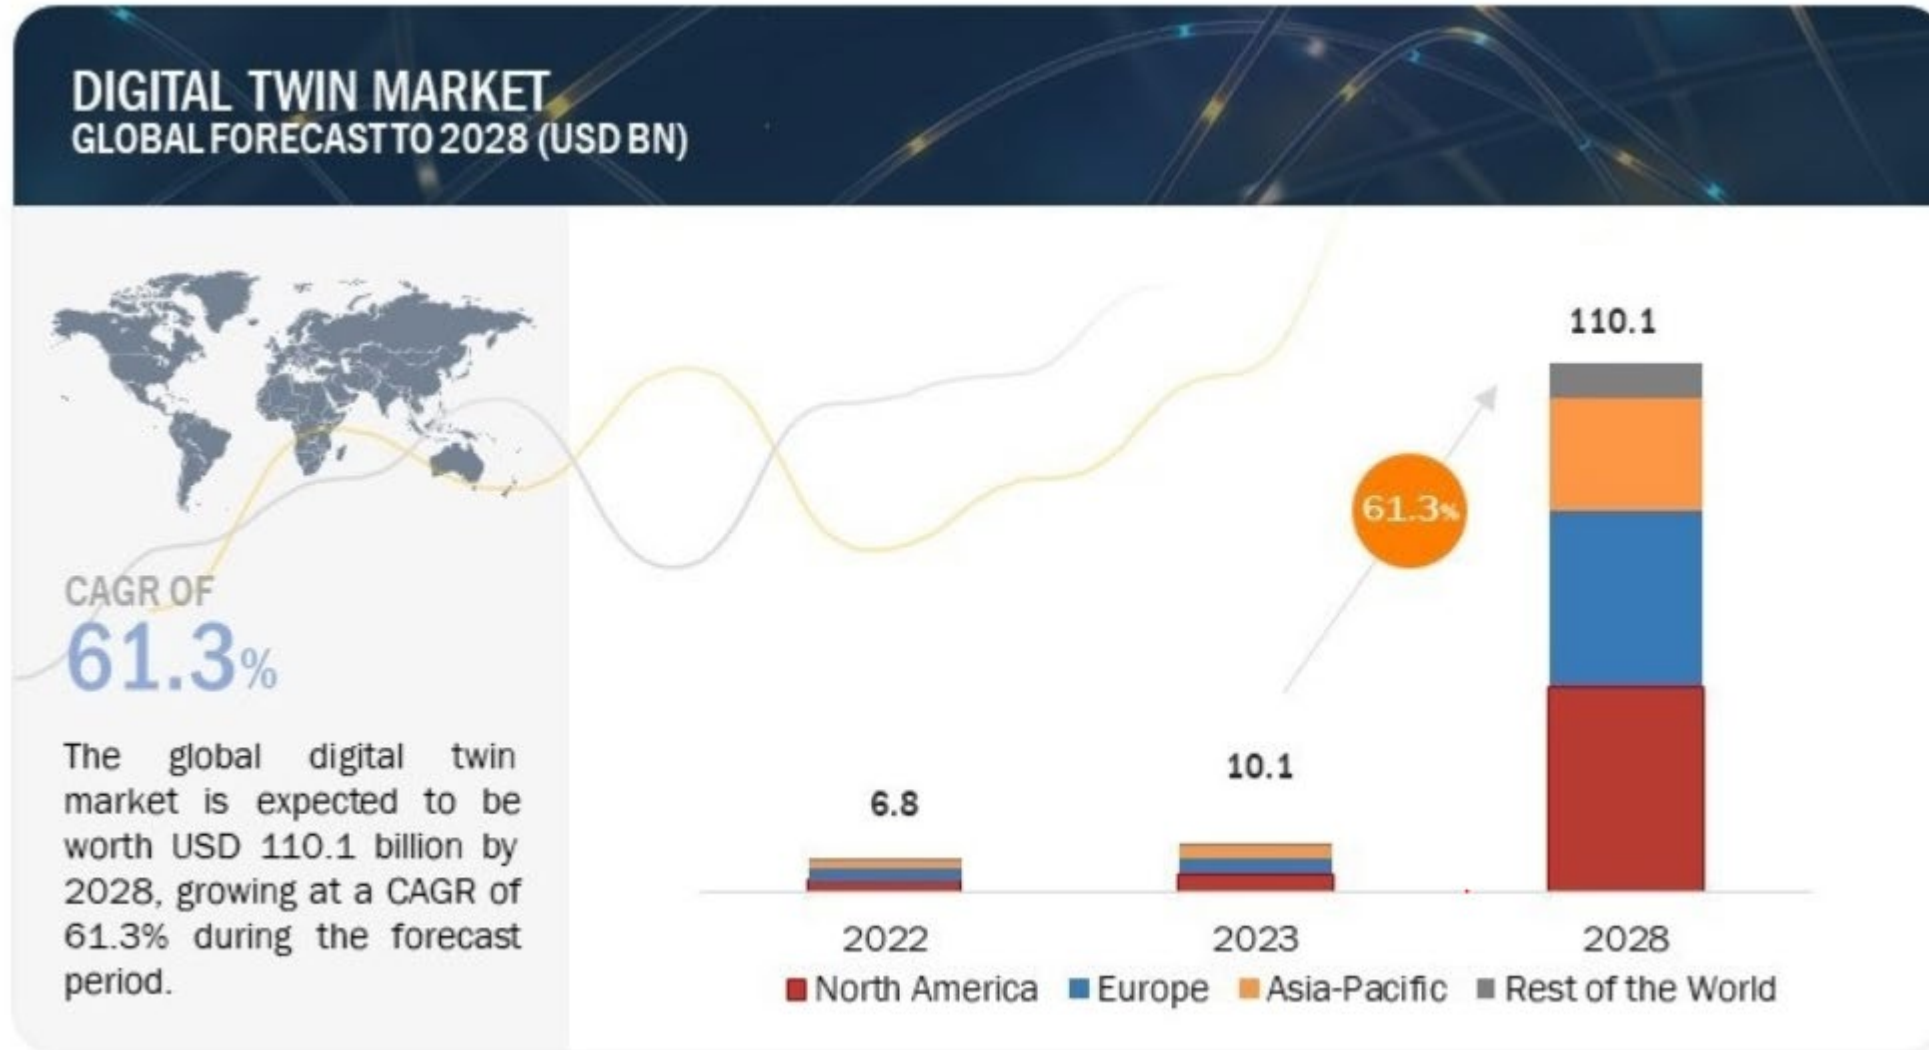 DIGITAL TWIN MARKET
GLOBAL FORECAST TO 2028 (USD BN)
CAGR OF
61.3%
The global digital twin
market is expected to be
worth USD 110.1 billion by
2028, growing at a CAGR of
61.3% during the forecast
period.
6.8
10.1
61.3%
110.1
2022 2023 2028
North America Europe Asia-Pacific Rest of the World